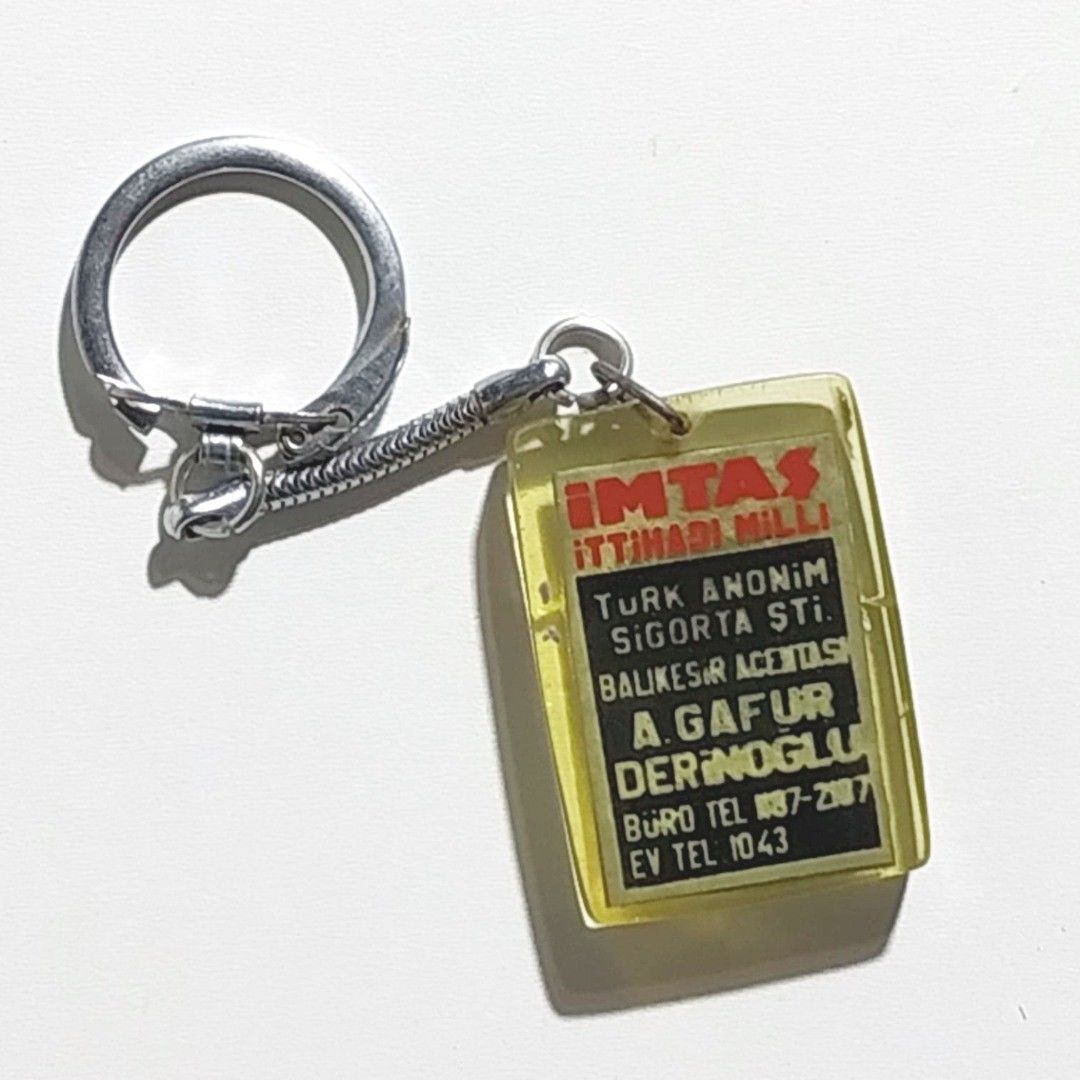 İMTAŞ
İTTİHADI MİLLİ
TURK ANONİM
SİGORTA ŞTİ.
BALIKESİR ACENTASI
A. GAFUR
DERİNOĞLU
BÜRO TEL
EV TEL 1043